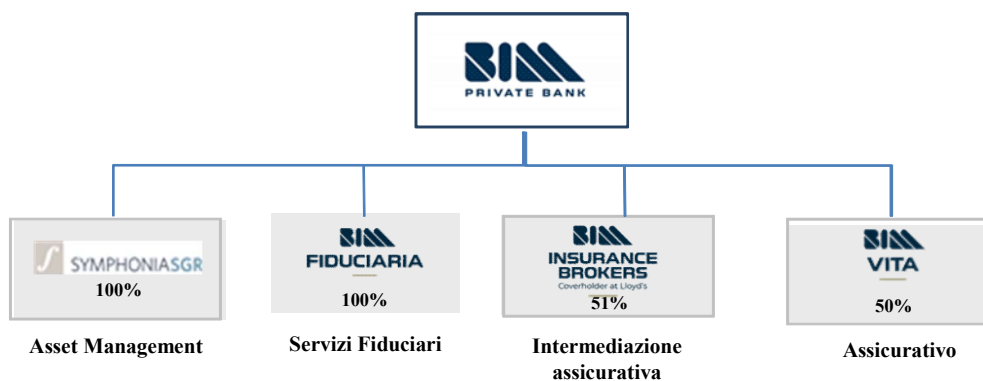 BIM
PRIVATE BANK
SYMPHONIASGR
100%
Asset Management
BIM
FIDUCIARIA
100%
Servizi Fiduciari
BIM
INSURANCE
BROKERS
Coverholder at Lloyd's
51%
Intermediazione
assicurativa
BIM
VITA
50%
Assicurativo